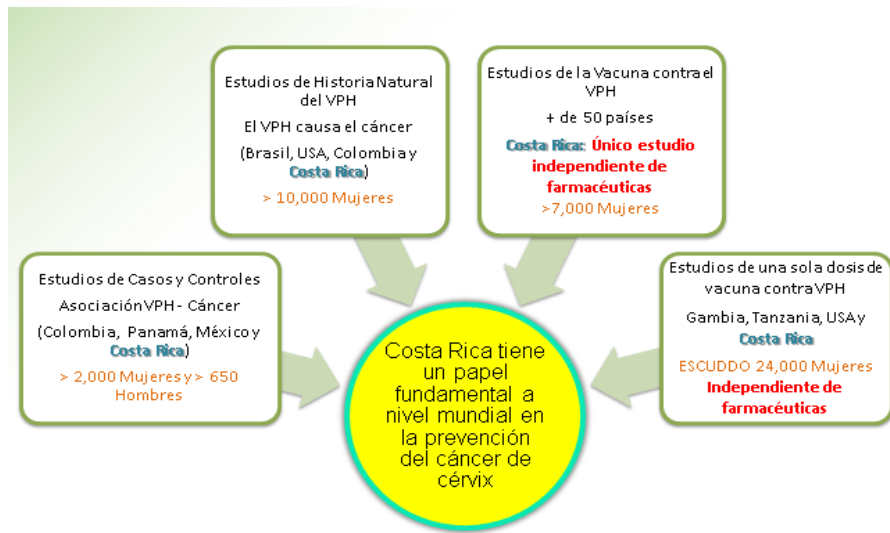 Estudios de Historia Natural
del VPH
El VPH causa el cáncer
(Brasil, USA, Colombia y
Costa Rica)
> 10,000 Mujeres
Estudios de la Vacuna contra el
VPH
+ de 50 países
Costa Rica: Único estudio
independiente de
farmacéuticas
>7,000 Mujeres
Estudios de Casos y Controles
Asociación VPH - Cáncer
(Colombia, Panamá, México y
Costa Rica)
> 2,000 Mujeres y > 650
Hombres
Estudios de una sola dosis de
vacuna contra VPH
Gambia, Tanzania, USA y
Costa Rica
ESCUDDO 24,000 Mujeres
Independiente de
farmacéuticas
Costa Rica tiene
un papel
fundamental a
nivel mundial en
la prevención
del cáncer de
cérvix